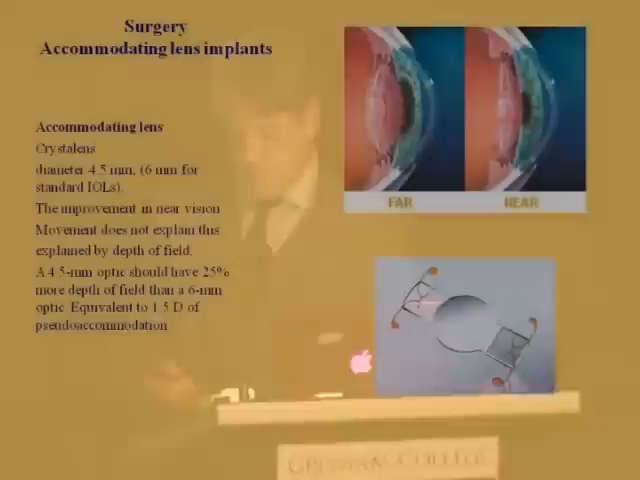 Surgery
Accommodating lens implants
Accommodating lens
Crystalens
diameter 4.5 mm, (6 mm for
standard IOLs).
The improvement in near vision
Movement does not explain this
explained by depth of field.
A 4.5-mm optic should have 25%
more depth of field than a 6-mm
optic. Equivalent to 1.5 D of
pseudoaccommodation
FAR
NEAR
GRESHAM COLLEGE